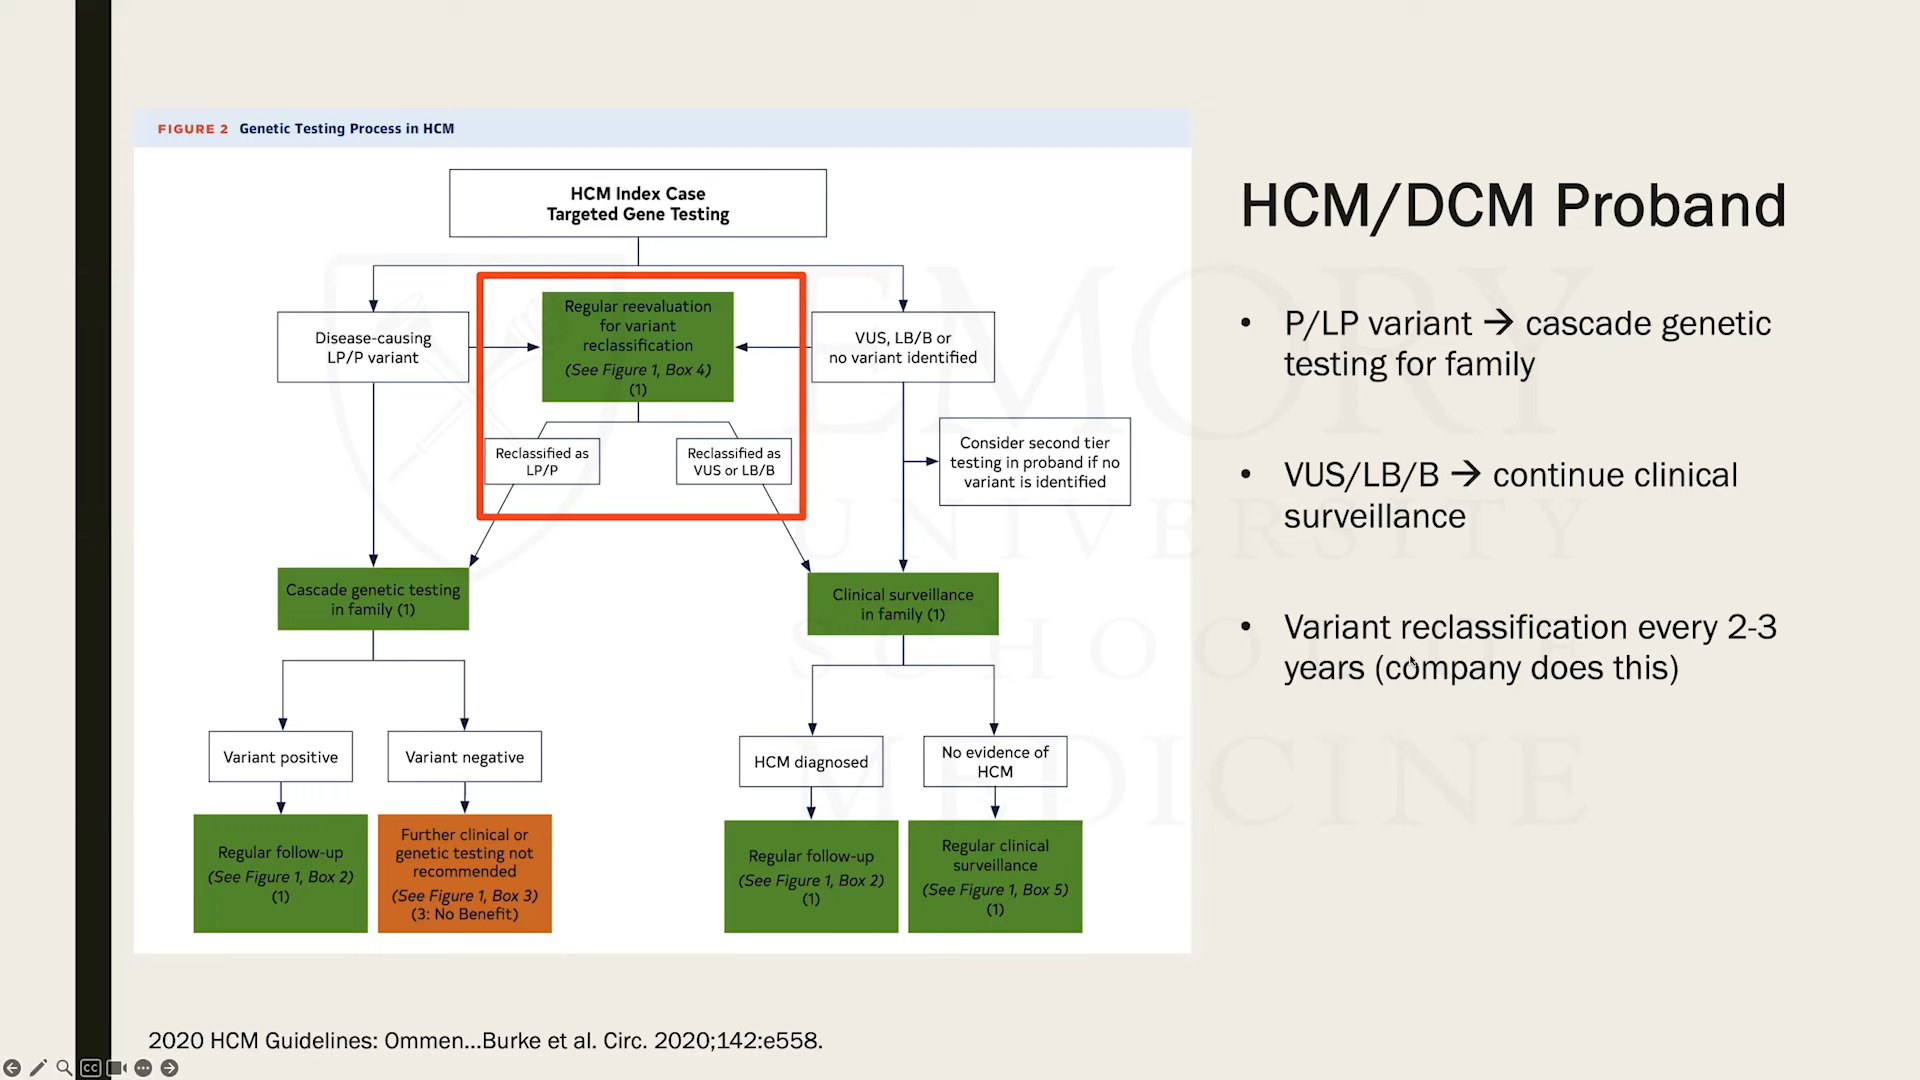 FIGURE 2 Genetic Testing Process in HCM
HCM Index Case
Targeted Gene Testing
Disease-causing
LP/P variant
Regular reevaluation
for variant
reclassification
(See Figure 1, Box 4)
(1)
VUS, LB/B or
no variant identified
Reclassified as
LP/P
Reclassified as
VUS or LB/B
Consider second tier
testing in proband if no
variant is identified
Cascade genetic testing
in family (1)
Clinical surveillance
in family (1)
Variant positive
Variant negative
HCM diagnosed
No evidence of
HCM
Regular follow-up
(See Figure 1, Box 2)
(1)
Further clinical or
genetic testing not
recommended
(See Figure 1, Box 3)
(3: No Benefit)
Regular follow-up
(See Figure 1, Box 2)
(1)
Regular clinical
surveillance
(See Figure 1, Box 5)
(1)
HCM/DCM Proband
• P/LP variant → cascade genetic
testing for family
• VUS/LB/B → continue clinical
surveillance
• Variant reclassification every 2-3
years (company does this)
EMORY
UNIVERSITY
SCHOOL OF
MEDICINE
2020 HCM Guidelines: Ommen...Burke et al. Circ. 2020;142:e558.
CC